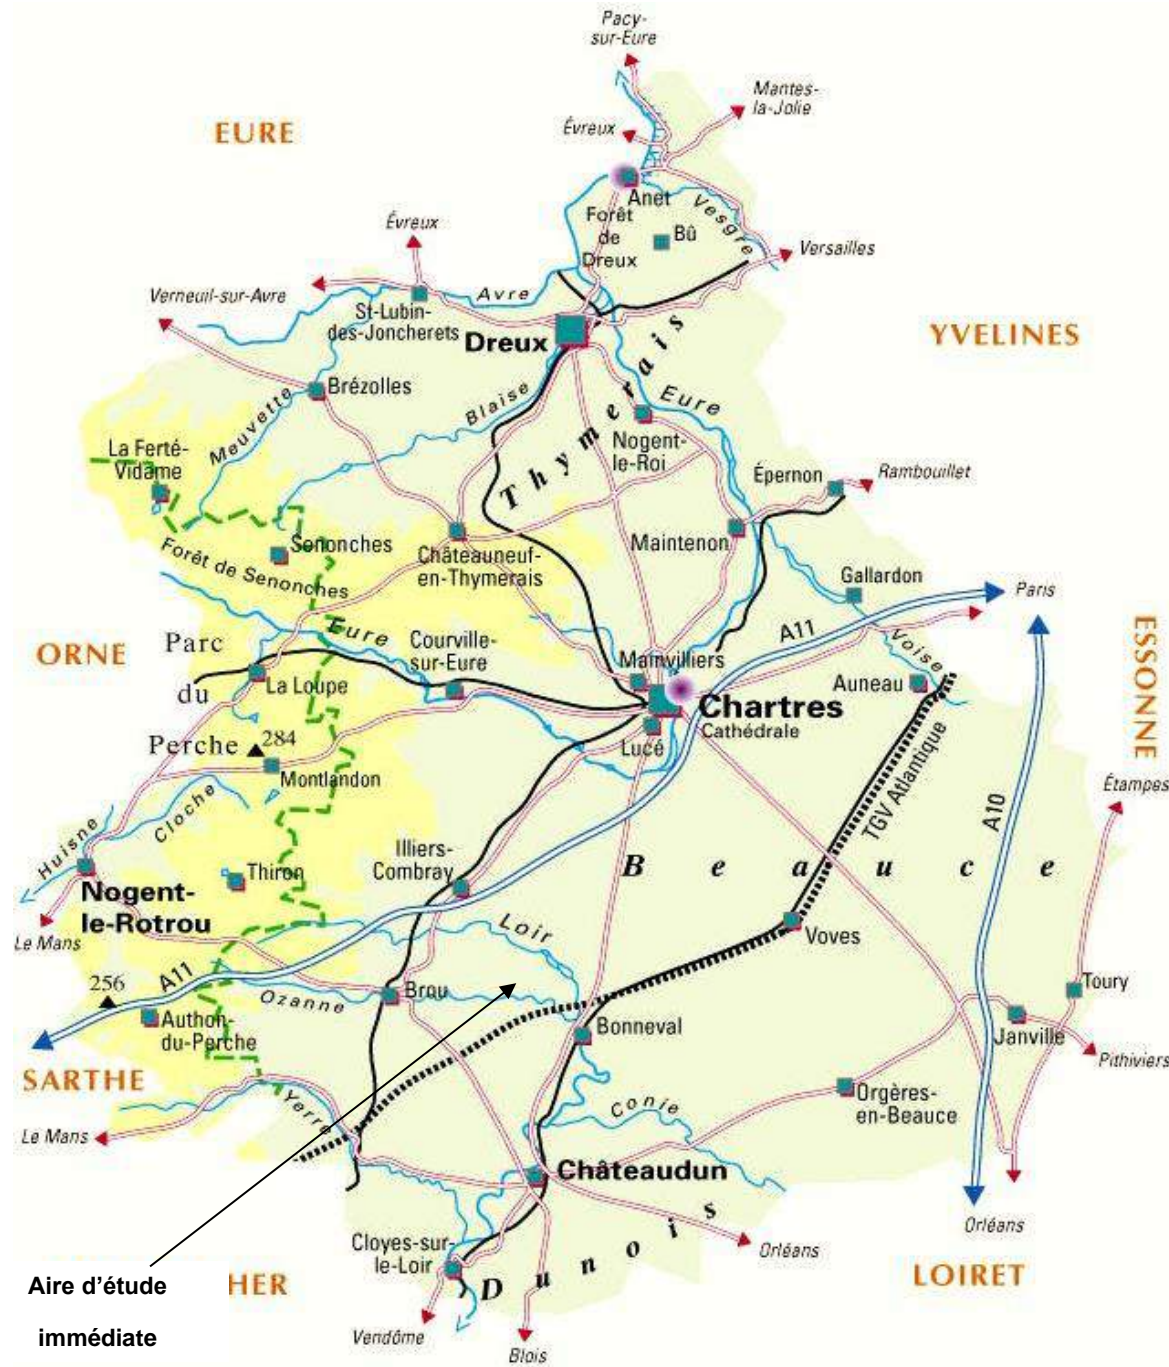 Pacy-
sur-Eure
Mantes-
la-Jolie
Évreux
EURE
Anet
Vesgre
Forêt
de
Dreux
Bû
Évreux
Versailles
Verneuil-sur-Avre
Avre
St-Lubin-
des-Joncherets
Dreux
YVELINES
Thymerais
Brézolles
Blaise
Eure
Meuvette
Nogent-
le-Roi
La Ferté-
Vidame
Épernon
Rambouillet
Senonches
Forêt de Senonches
Châteauneuf-
en-Thymerais
Maintenon
Gallardon
Paris
A11
Voise
ESSONNE
Eure
ORNE
Parc
du
Perche
Courville-
sur-Eure
Mainvilliers
La Loupe
Auneau
Chartres
Cathédrale
Lucé
284
Montlandon
TGV Atlantique
A10
Étampes
Cloche
Huisne
Illiers-
Combray
Beauce
Thiron
Nogent-
le-Rotrou
Le Mans
Loir
Voves
256
A11
Ozanne
Brou
Toury
Authon-
du-Perche
Bonneval
Janville
Pithiviers
SARTHE
Yerre
Conie
Orgères-
en-Beauce
Le Mans
Châteaudun
Orléans
Cloyes-sur-
le-Loir
Dunois
Orléans
LOIRET
Aire d’étude
immédiate
HER
Vendôme
Blois